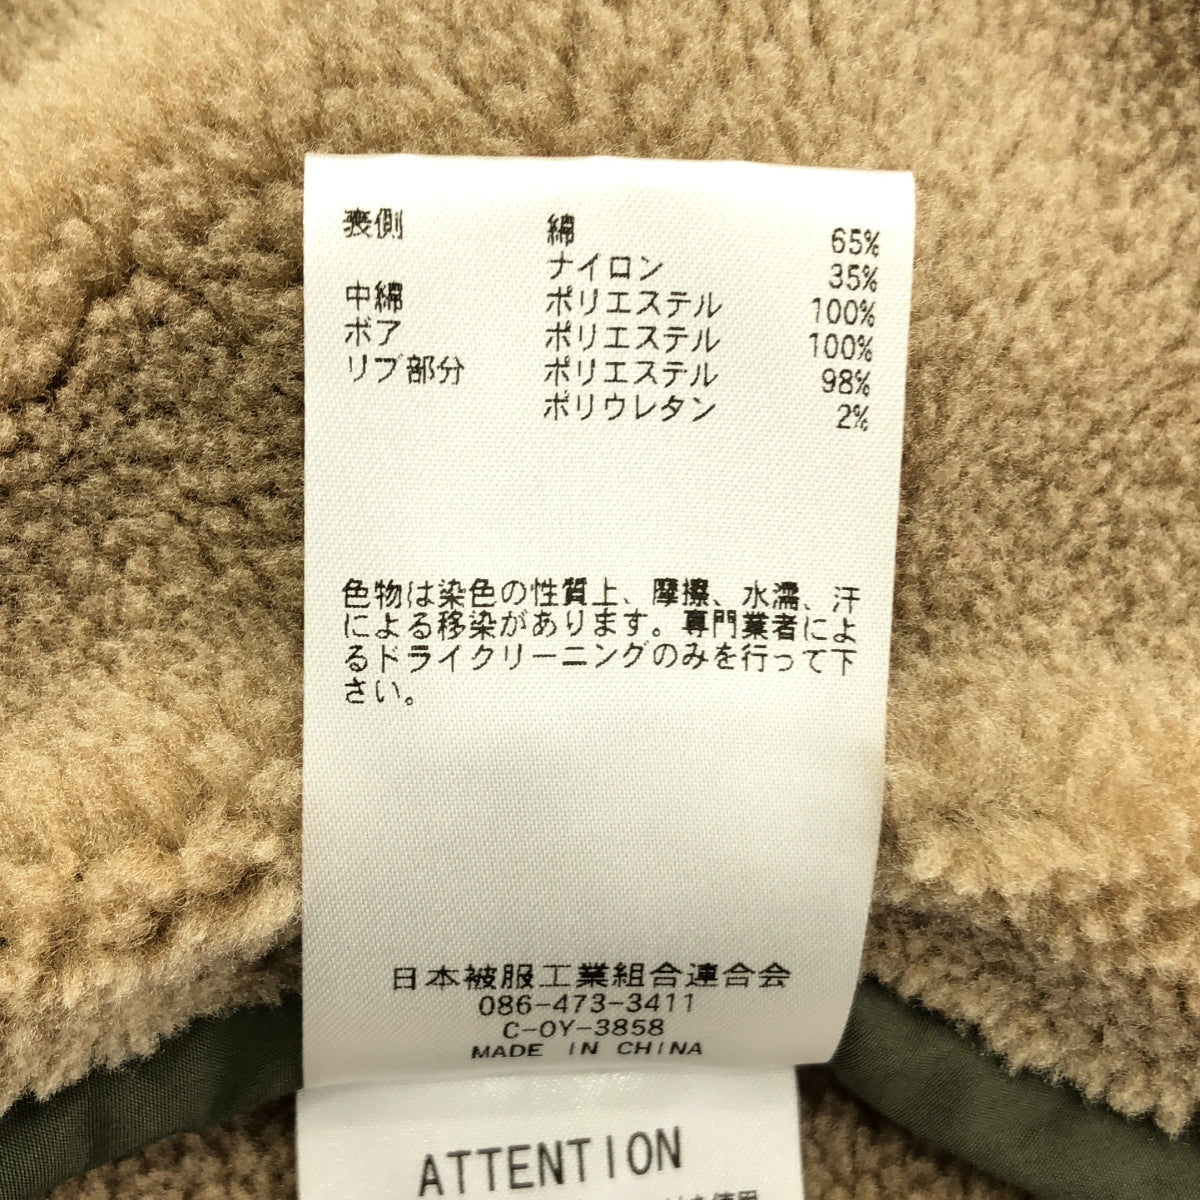 裏側 綿 65%
ナイロン 35%
中綿 ポリエステル 100%
ボア ポリエステル 100%
リブ部分 ポリエステル 98%
ポリウレタン 2%
色物は染色の性質上、摩擦、水濡、汗
による移染があります。専門業者によ
るドライクリーニングのみを行って下
さい。
日本被服工業組合連合会
086-473-3411
C-OY-3858
MADE IN CHINA
ATTENTION